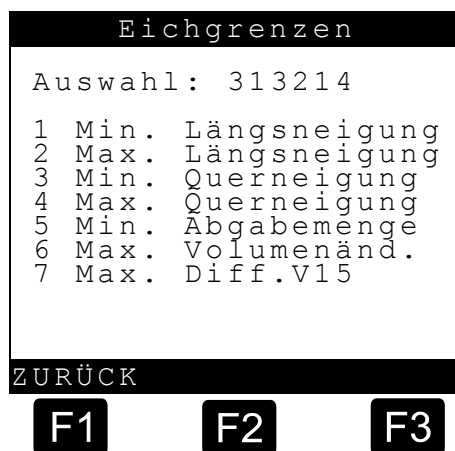 Eichgrenzen
Auswahl: 313214
1 Min. Längsneigung
2 Max. Längsneigung
3 Min. Querneigung
4 Max. Querneigung
5 Min. Abgabemenge
6 Max. Volumenänd.
7 Max. Diff.V15
ZURÜCK
F1 F2 F3